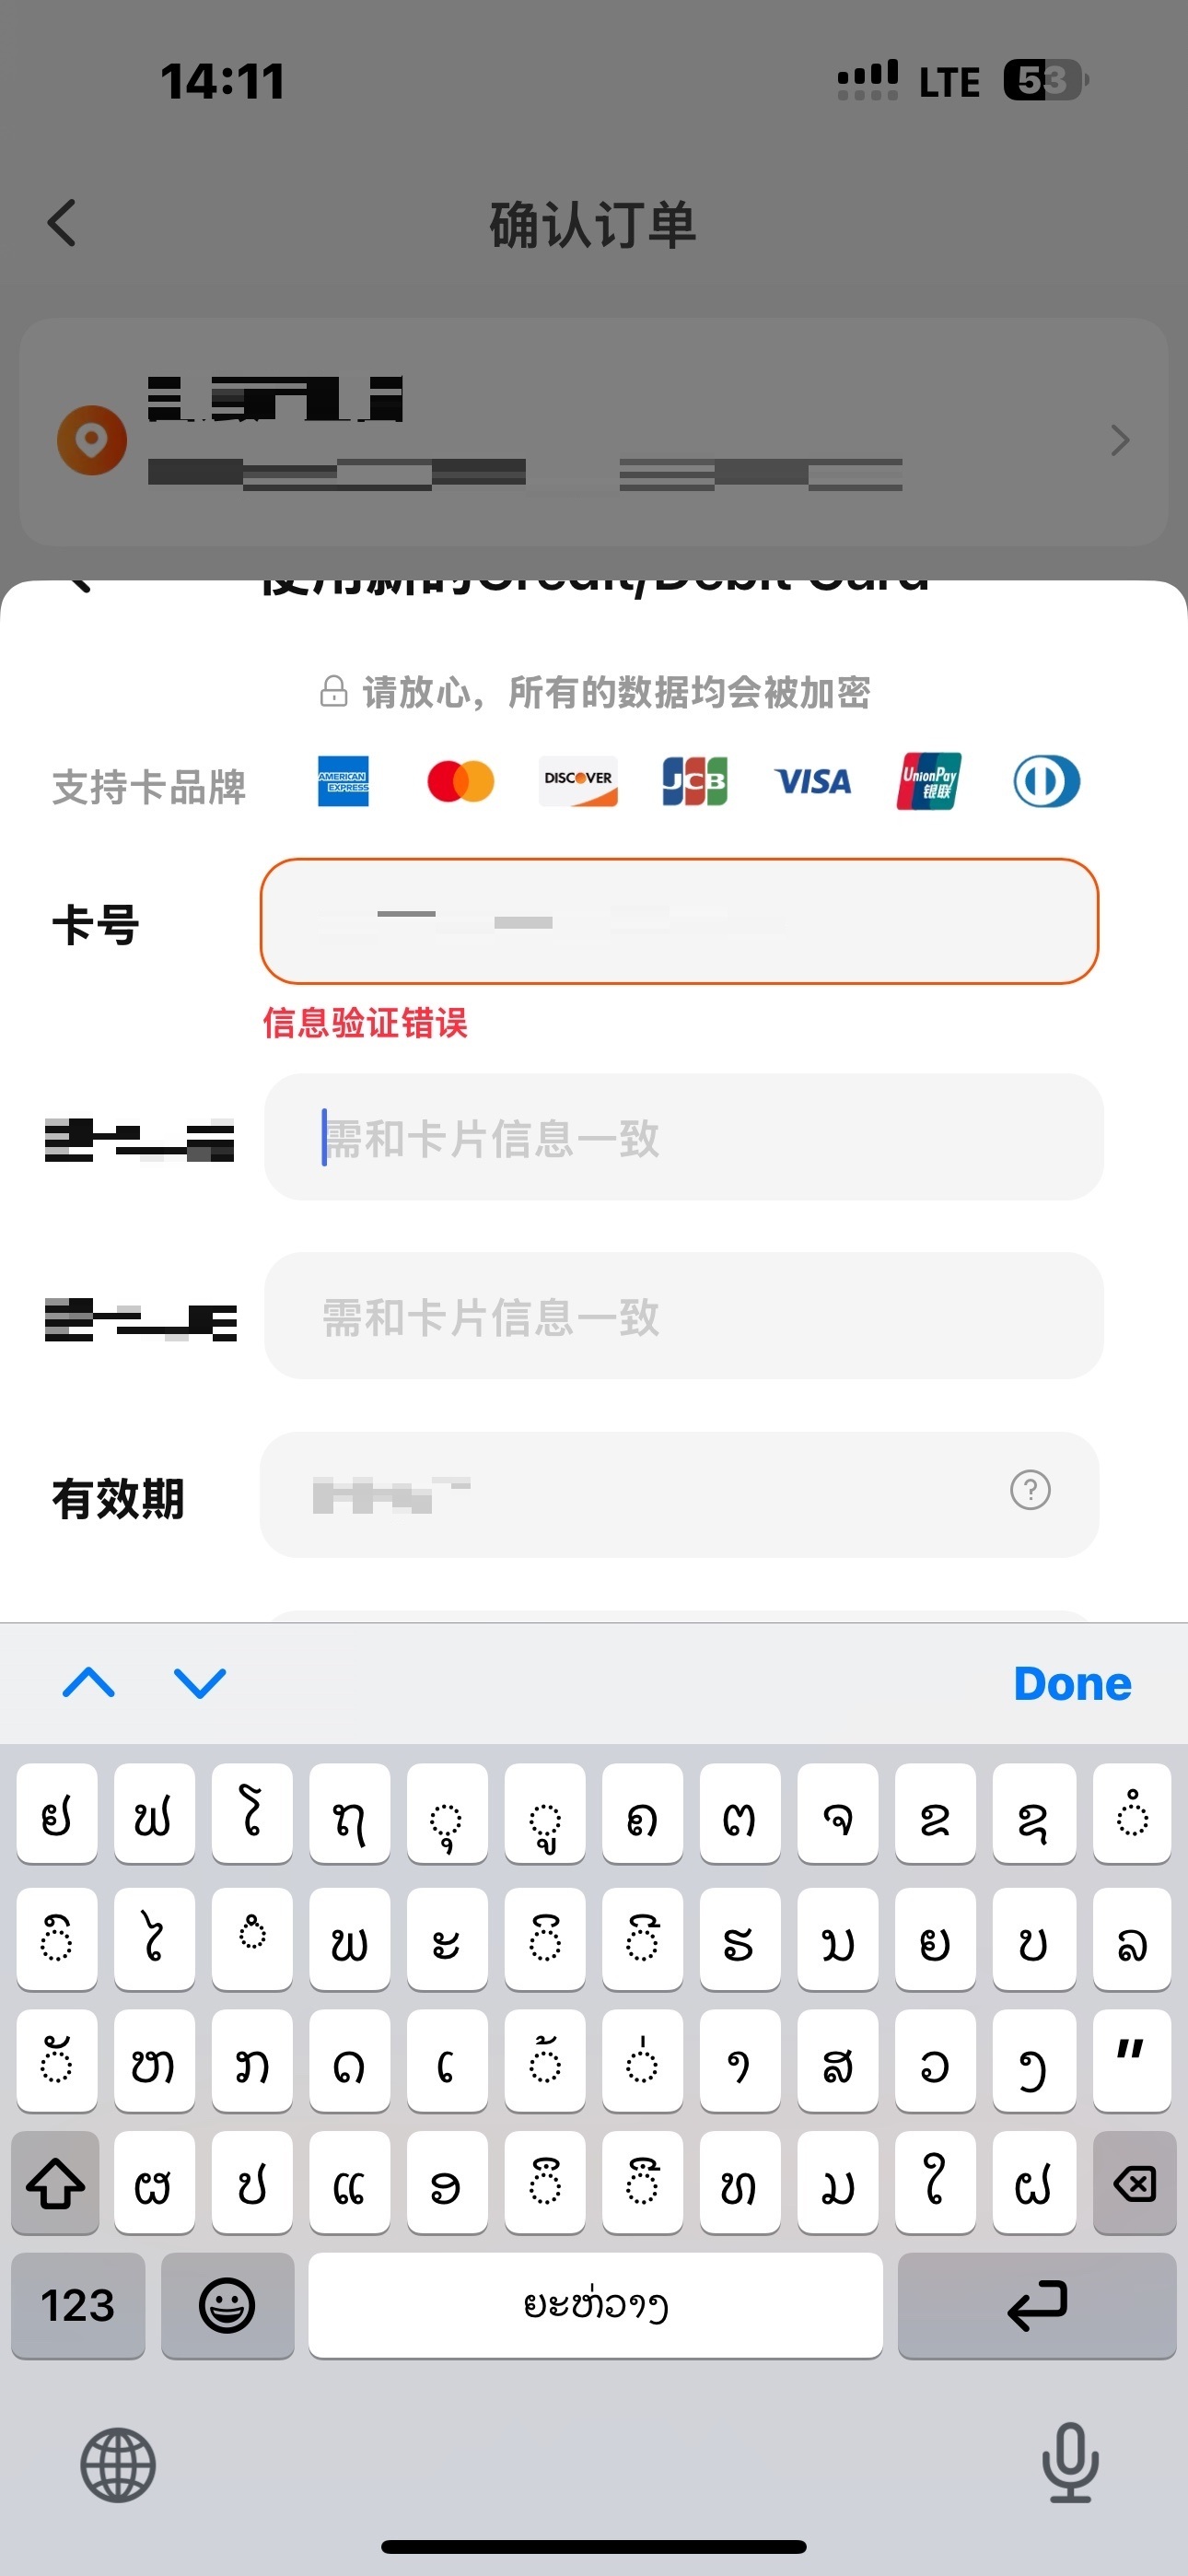 14:11 LTE 53
确认订单
使用新的Credit/Debit Card
请放心，所有的数据均会被加密
支持卡品牌 AMERICAN EXPRESS DISCOVER JCB VISA UnionPay 银联
卡号
信息验证错误
需和卡片信息一致
需和卡片信息一致
有效期 ?
Done
ຢ ຟ ໂ ຖ ຸ ູ ຄ ຕ ຈ ຂ ຊ ໍ
ິ ໄ ຳ ພ ະ ິ ີ ຮ ນ ຍ ບ ລ
ັ ຫ ກ ດ ເ ້ ່ າ ສ ວ ງ "
ຜ ປ ແ ອ ຶ ື ທ ມ ໃ ຝ
123 ຍະຫ່ວາງ